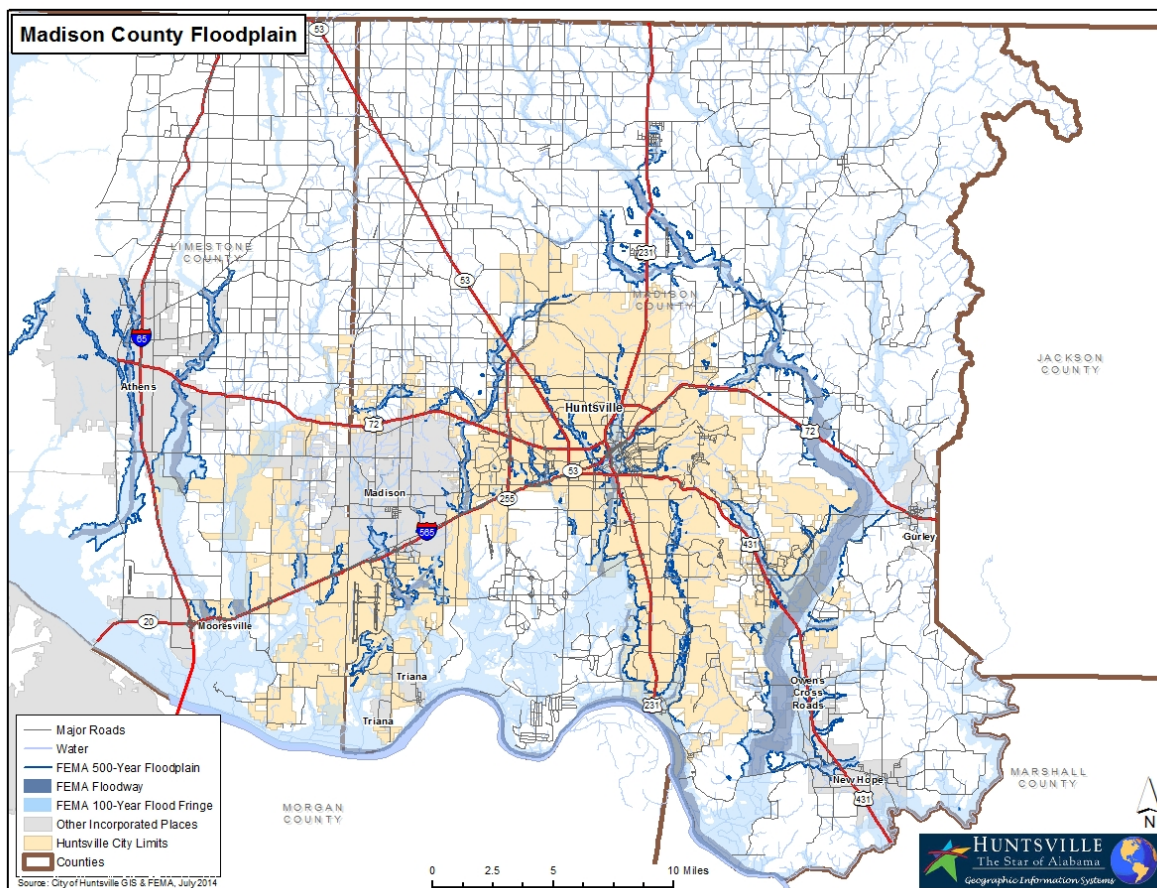 Madison County Floodplain
53
LIMESTONE
COUNTY
53
231
MADISON
COUNTY
65
JACKSON
COUNTY
Athens
Huntsville
72
72
53
Madison
255
565
431
Gurley
20
Mooresville
Triana
Owen's
Cross
Roads
231
Triana
New Hope
MARSHALL
COUNTY
431
MORGAN
COUNTY
Major Roads
Water
FEMA 500-Year Floodplain
FEMA Floodway
FEMA 100-Year Flood Fringe
Other Incorporated Places
Huntsville City Limits
Counties
Source: City of Huntsville GIS & FEMA, July 2014
0 2.5 5 10 Miles
N
HUNTSVILLE
The Star of Alabama
Geographic Information Systems